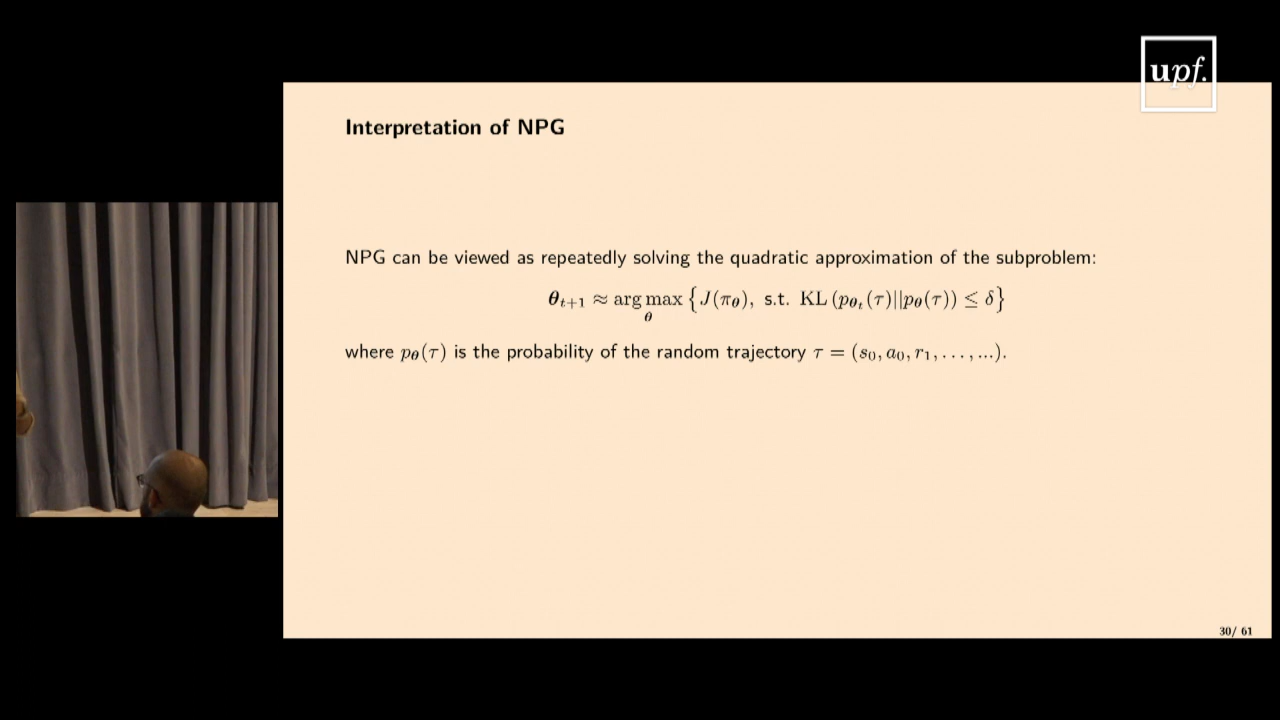 upf.
Interpretation of NPG
NPG can be viewed as repeatedly solving the quadratic approximation of the subproblem:
θ_{t+1} ≈ arg max_θ { J(π_θ), s.t. KL (p_{θ_t}(τ)||p_θ(τ)) ≤ δ }
where p_θ(τ) is the probability of the random trajectory τ = (s_0, a_0, r_1, . . . , ...).
30/ 61